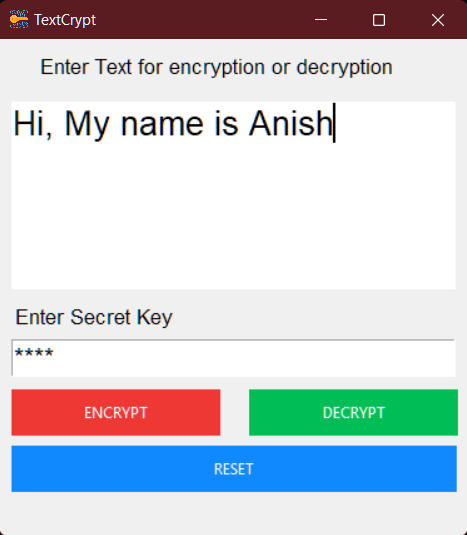 TextCrypt
Enter Text for encryption or decryption
Hi, My name is Anish
Enter Secret Key
****
ENCRYPT DECRYPT
RESET